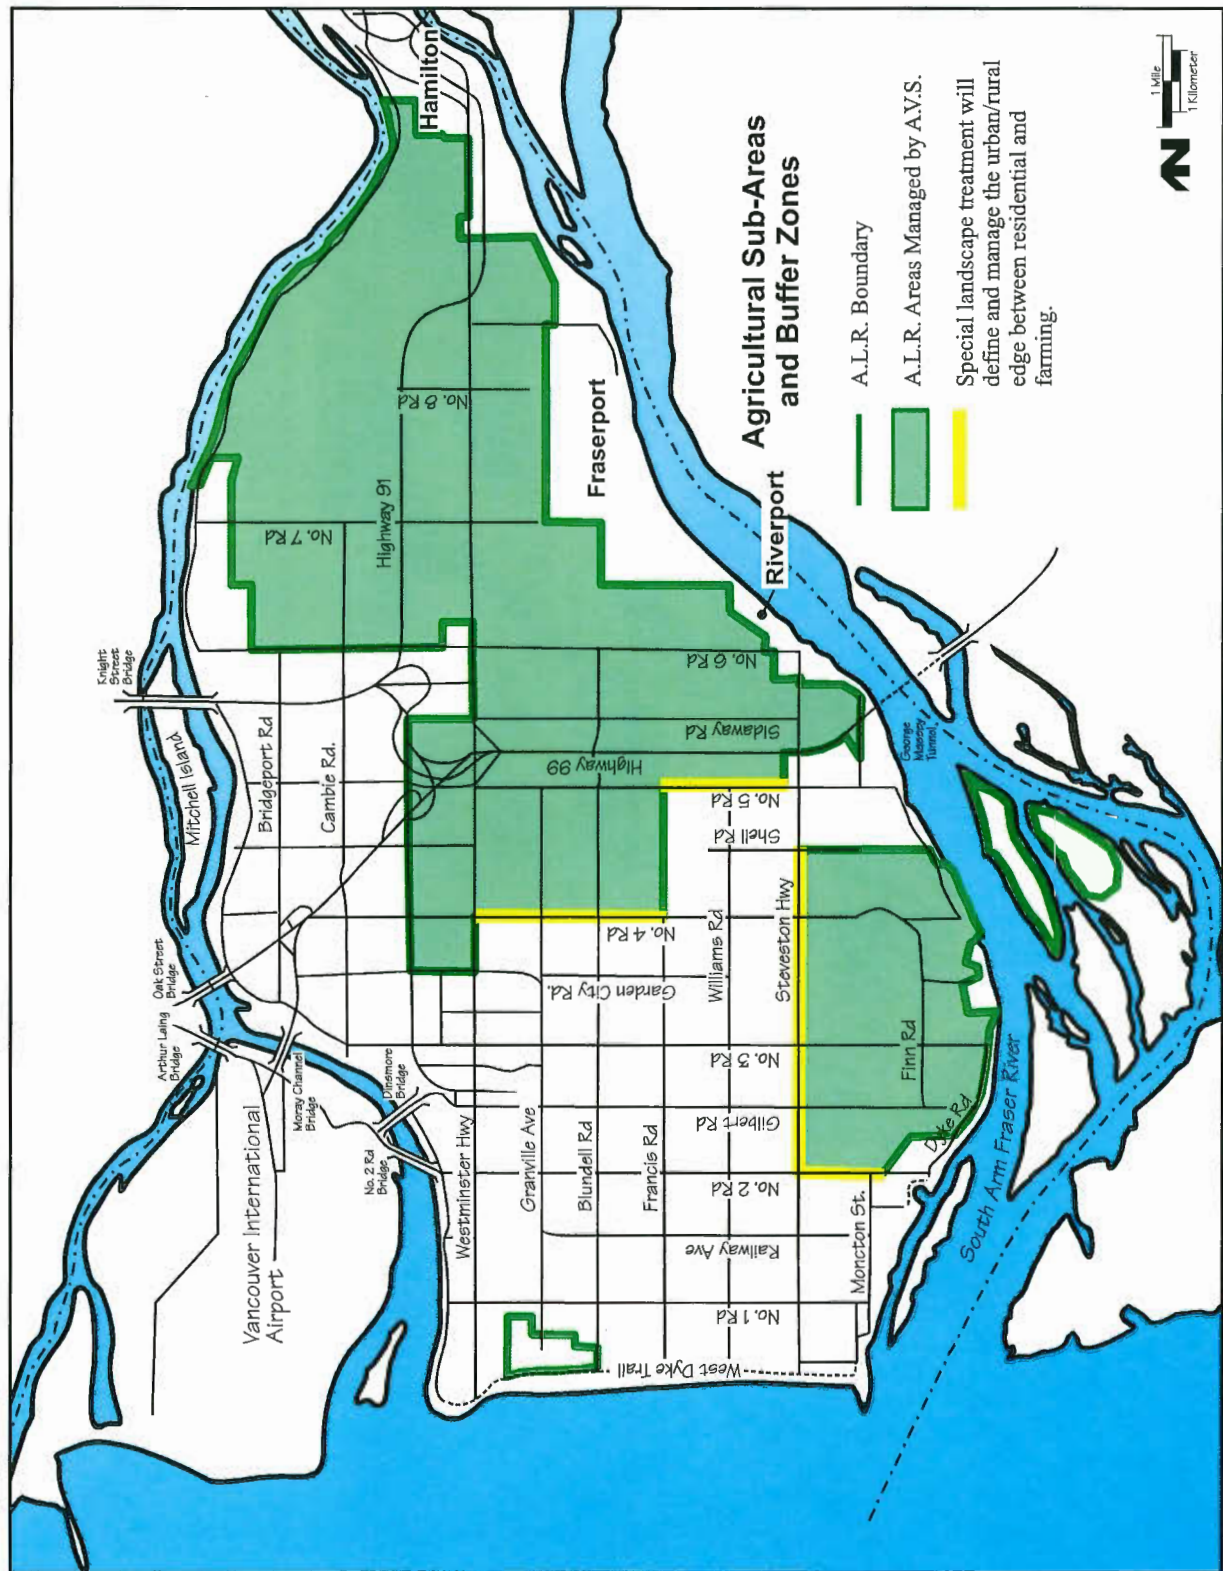 Agricultural Sub-Areas
and Buffer Zones
A.L.R. Boundary
A.L.R. Areas Managed by A.V.S.
Special landscape treatment will
define and manage the urban/rural
edge between residential and
farming.
N
1 Mile
1 Kilometer
Hamilton
Fraserport
Riverport
Knight
Street
Bridge
Mitchell Island
Oak Street
Bridge
Arthur Laing
Bridge
Moray Channel
Bridge
Dinsmore
Bridge
No. 2 Rd
Bridge
Vancouver International
Airport
Bridgeport Rd
Cambie Rd.
Highway 91
Westminster Hwy
Granville Ave
Blundell Rd
Francis Rd
Williams Rd
Steveston Hwy
Finn Rd
Moncton St.
Dyke Rd
No. 8 Rd
No. 7 Rd
No. 6 Rd
Sidaway Rd
Highway 99
No. 5 Rd
Shell Rd
No. 4 Rd
Garden City Rd.
No. 3 Rd
Gilbert Rd
No. 2 Rd
Railway Ave
No. 1 Rd
West Dyke Trail
George
Massey
Tunnel
South Arm Fraser River